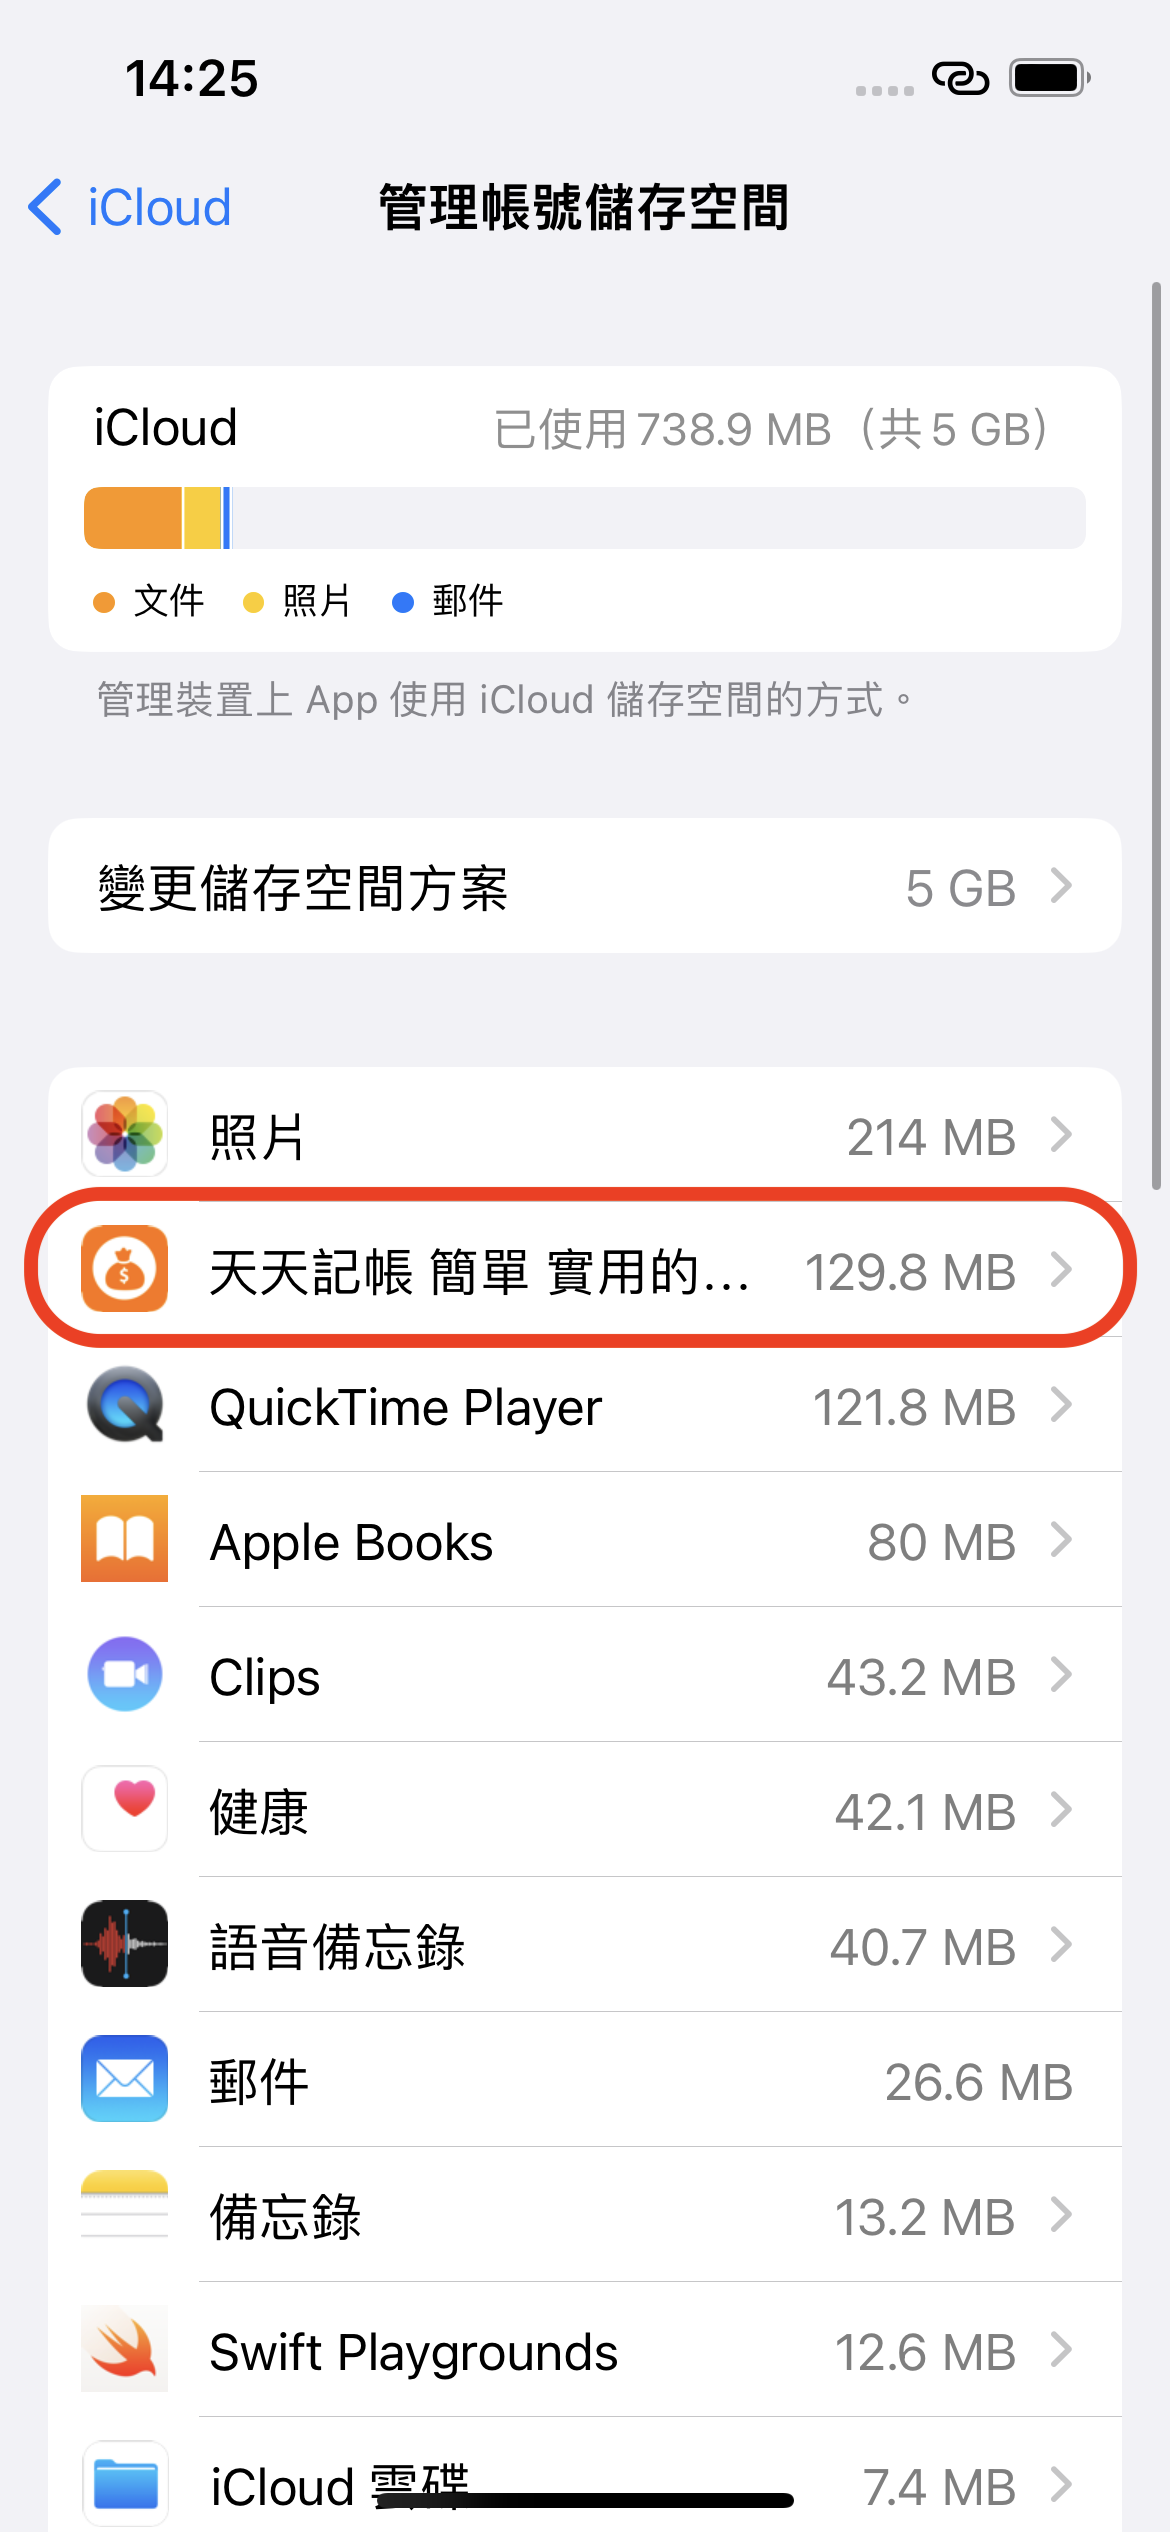 14:25
iCloud
管理帳號儲存空間
iCloud
已使用 738.9 MB（共 5 GB）
文件
照片
郵件
管理裝置上 App 使用 iCloud 儲存空間的方式。
變更儲存空間方案
5 GB
照片
214 MB
天天記帳 簡單 實用的...
129.8 MB
QuickTime Player
121.8 MB
Apple Books
80 MB
Clips
43.2 MB
健康
42.1 MB
語音備忘錄
40.7 MB
郵件
26.6 MB
備忘錄
13.2 MB
Swift Playgrounds
12.6 MB
iCloud 雲碟
7.4 MB